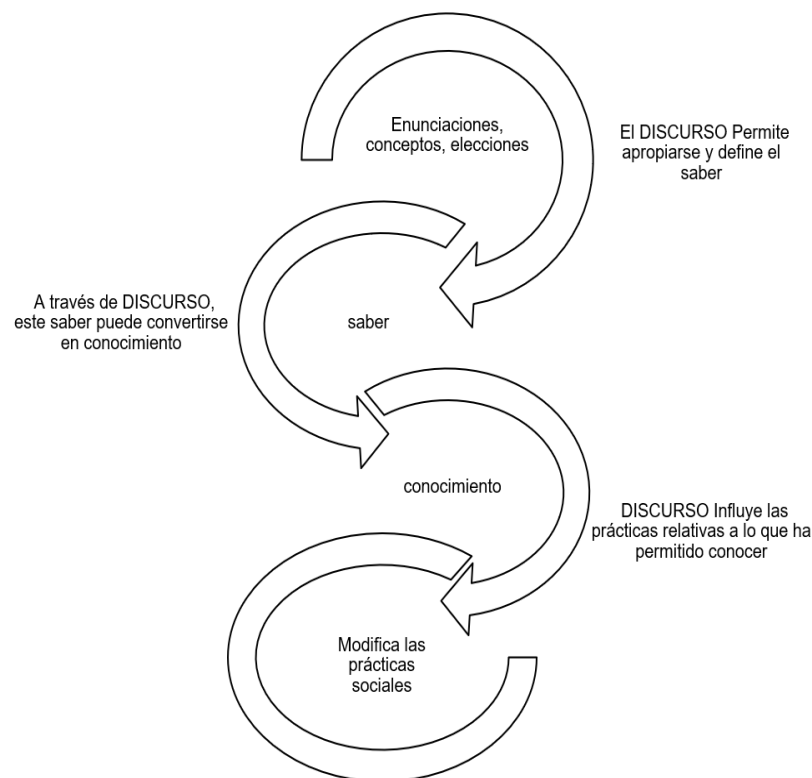 Enunciaciones,
conceptos, elecciones
El DISCURSO Permite
apropiarse y define el
saber
A través de DISCURSO,
este saber puede convertirse
en conocimiento
saber
conocimiento
DISCURSO Influye las
prácticas relativas a lo que ha
permitido conocer
Modifica las
prácticas
sociales